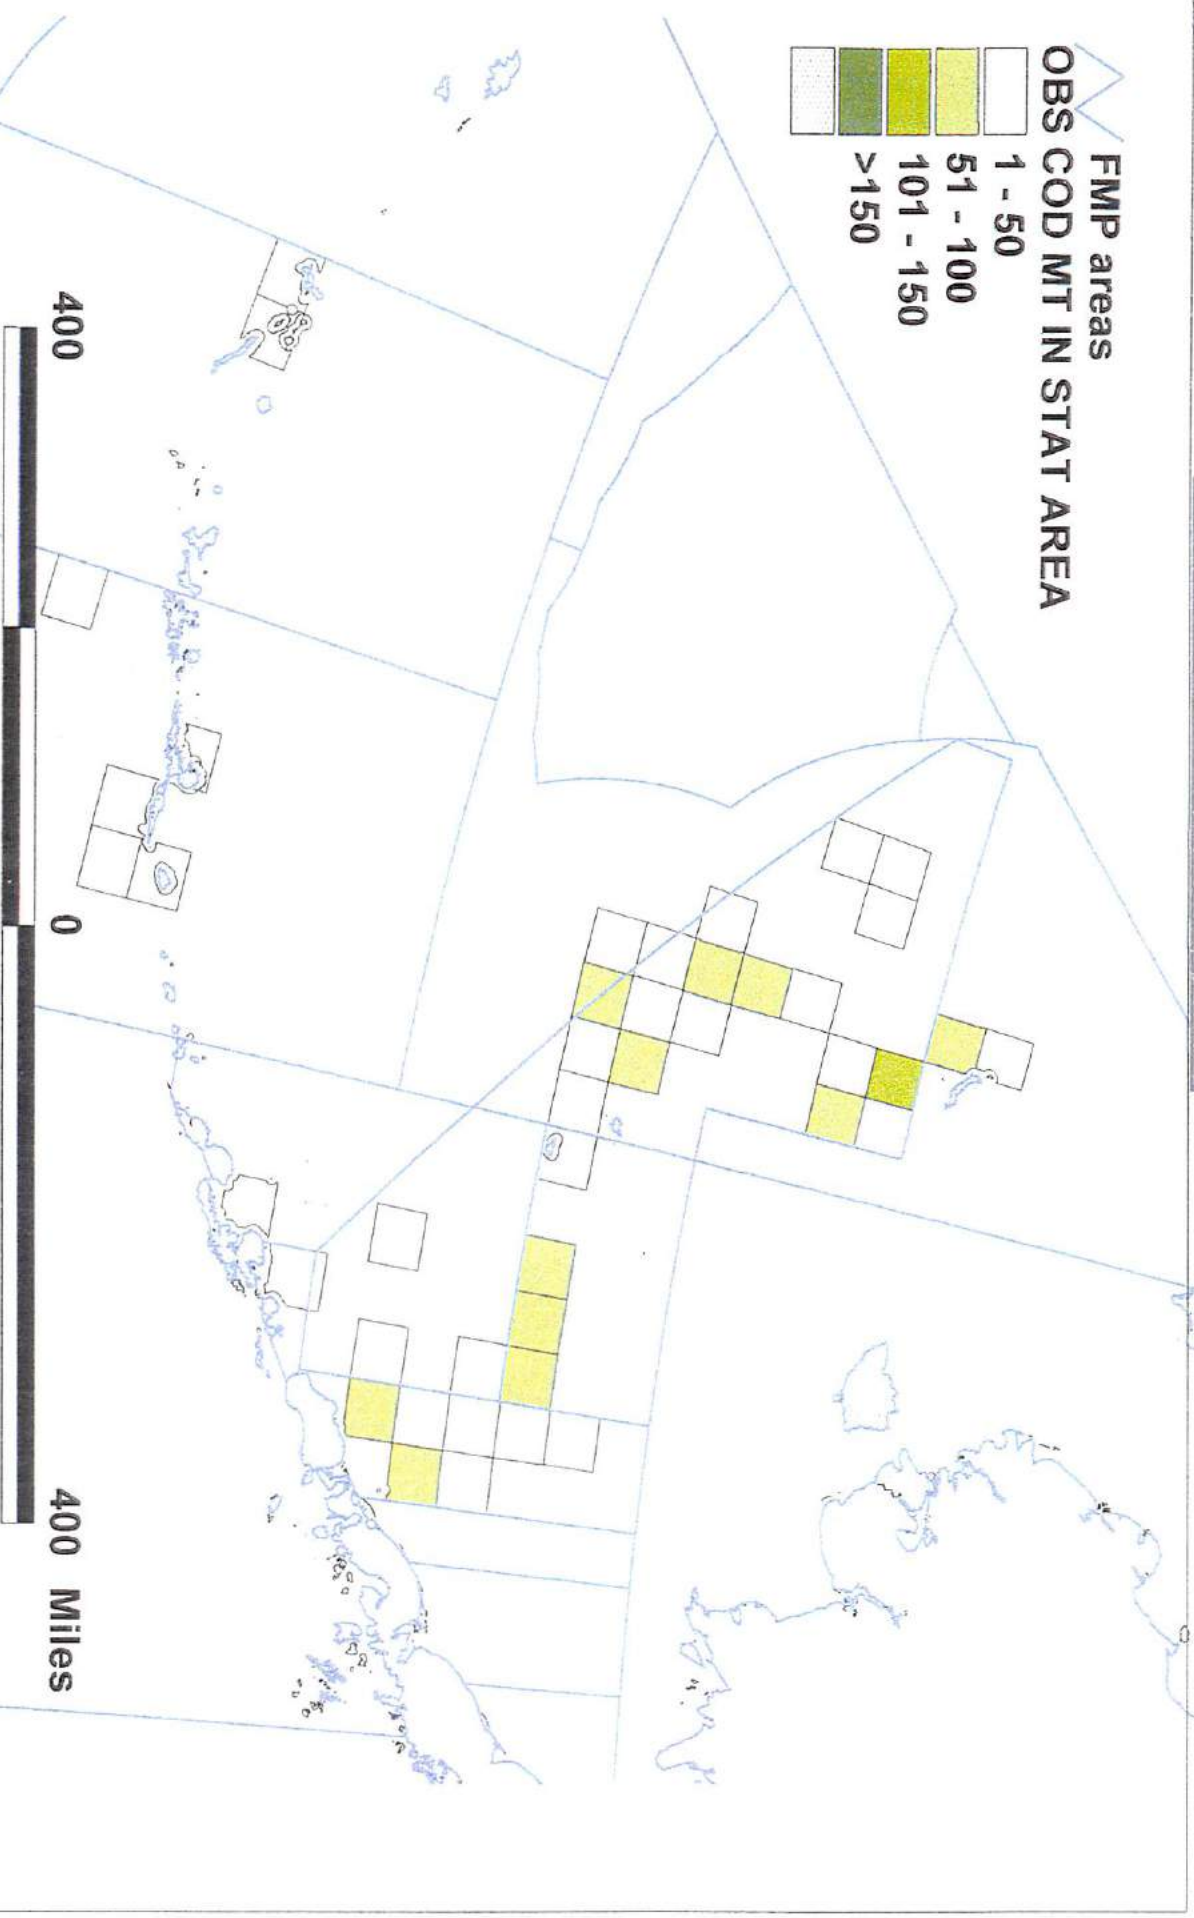 FMP areas
OBS COD MT IN STAT AREA
1 - 50
51 - 100
101 - 150
>150
400 0 400 Miles